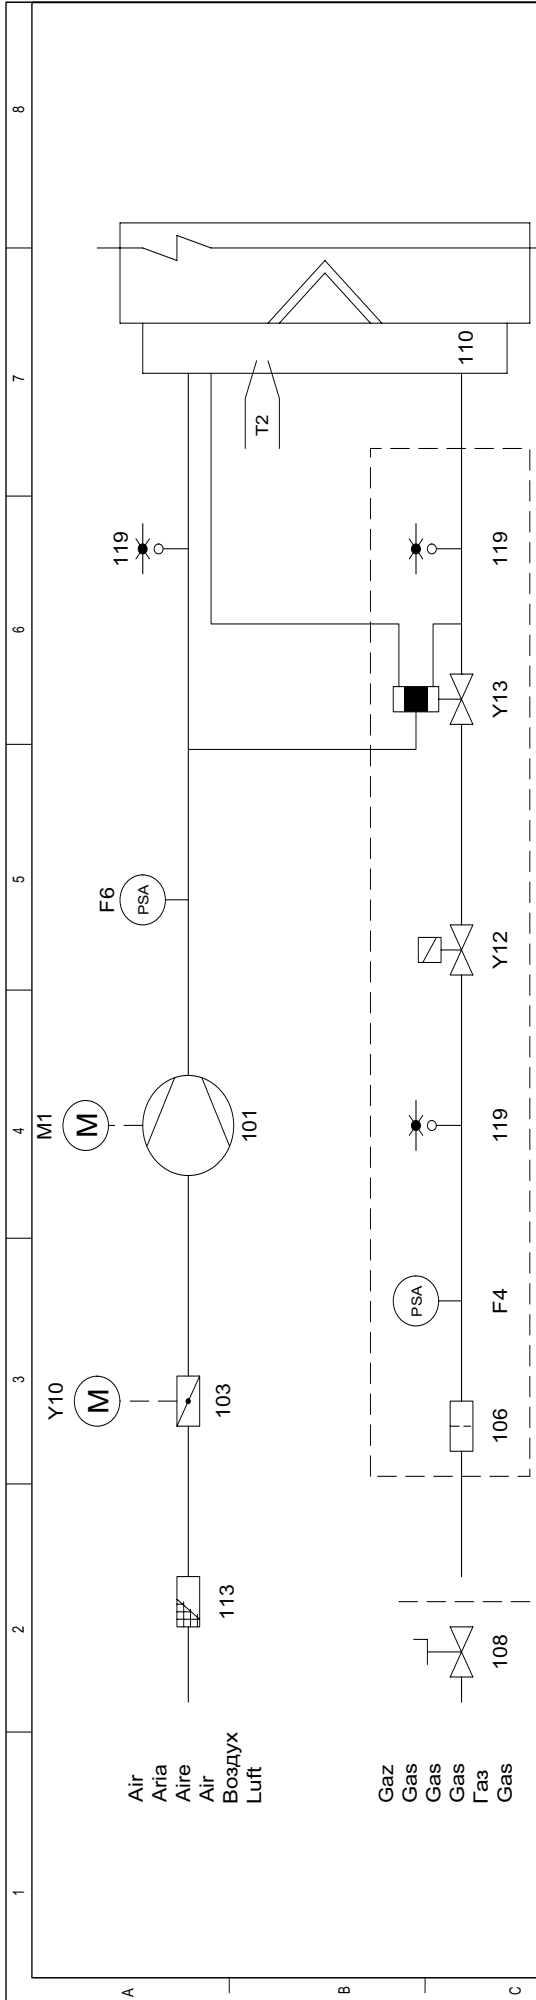 1
2
3
4
5
6
7
8
A
B
C
Air
Aria
Aire
Air
Воздух
Luft
113
Y10
M
103
M1
M
101
F6
PSA
119
T2
110
Gaz
Gas
Gas
Gas
Газ
Gas
108
106
PSA
F4
119
Y12
Y13
119